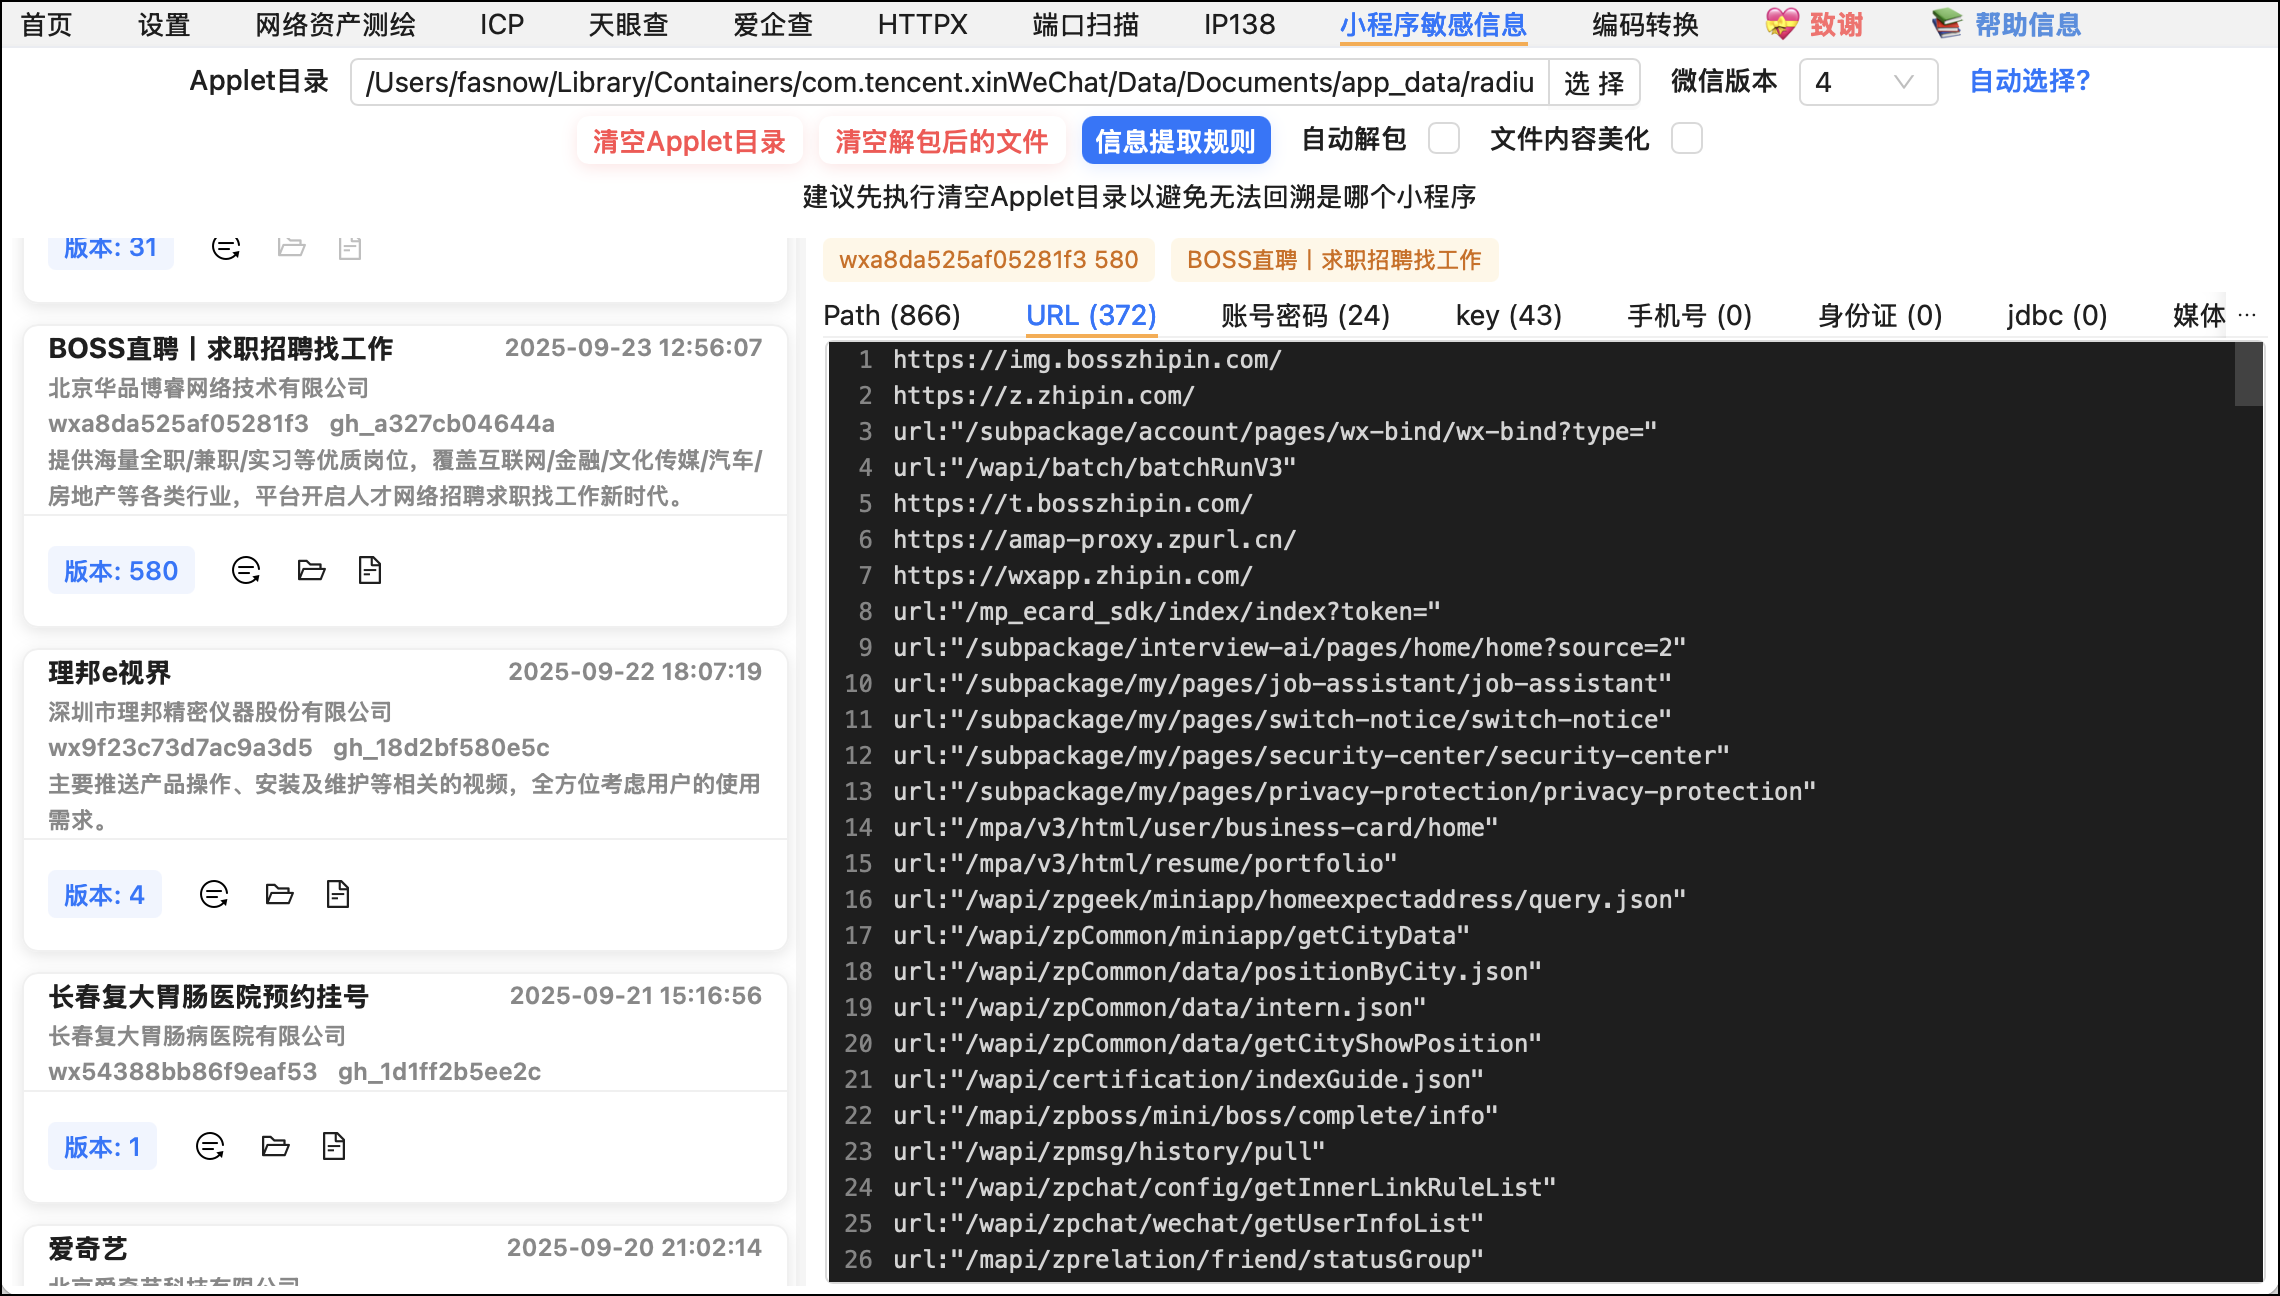 首页 设置 网络资产测绘 ICP 天眼查 爱企查 HTTPX 端口扫描 IP138 小程序敏感信息 编码转换 💝 致谢 📚 帮助信息
Applet目录 /Users/fasnow/Library/Containers/com.tencent.xinWeChat/Data/Documents/app_data/radiu 选 择 微信版本 4 自动选择?
清空Applet目录 清空解包后的文件 信息提取规则 自动解包 文件内容美化
建议先执行清空Applet目录以避免无法回溯是哪个小程序
版本: 31
BOSS直聘丨求职招聘找工作 2025-09-23 12:56:07
北京华品博睿网络技术有限公司
wxa8da525af05281f3 gh_a327cb04644a
提供海量全职/兼职/实习等优质岗位，覆盖互联网/金融/文化传媒/汽车/
房地产等各类行业，平台开启人才网络招聘求职找工作新时代。
版本: 580
理邦e视界 2025-09-22 18:07:19
深圳市理邦精密仪器股份有限公司
wx9f23c73d7ac9a3d5 gh_18d2bf580e5c
主要推送产品操作、安装及维护等相关的视频，全方位考虑用户的使用
需求。
版本: 4
长春复大胃肠医院预约挂号 2025-09-21 15:16:56
长春复大胃肠病医院有限公司
wx54388bb86f9eaf53 gh_1d1ff2b5ee2c
版本: 1
爱奇艺 2025-09-20 21:02:14
北京爱奇艺科技有限公司
wxa8da525af05281f3 580 BOSS直聘丨求职招聘找工作
Path (866) URL (372) 账号密码 (24) key (43) 手机号 (0) 身份证 (0) jdbc (0) 媒体 ···
1 https://img.bosszhipin.com/
2 https://z.zhipin.com/
3 url:"/subpackage/account/pages/wx-bind/wx-bind?type="
4 url:"/wapi/batch/batchRunV3"
5 https://t.bosszhipin.com/
6 https://amap-proxy.zpurl.cn/
7 https://wxapp.zhipin.com/
8 url:"/mp_ecard_sdk/index/index?token="
9 url:"/subpackage/interview-ai/pages/home/home?source=2"
10 url:"/subpackage/my/pages/job-assistant/job-assistant"
11 url:"/subpackage/my/pages/switch-notice/switch-notice"
12 url:"/subpackage/my/pages/security-center/security-center"
13 url:"/subpackage/my/pages/privacy-protection/privacy-protection"
14 url:"/mpa/v3/html/user/business-card/home"
15 url:"/mpa/v3/html/resume/portfolio"
16 url:"/wapi/zpgeek/miniapp/homeexpectaddress/query.json"
17 url:"/wapi/zpCommon/miniapp/getCityData"
18 url:"/wapi/zpCommon/data/positionByCity.json"
19 url:"/wapi/zpCommon/data/intern.json"
20 url:"/wapi/zpCommon/data/getCityShowPosition"
21 url:"/wapi/certification/indexGuide.json"
22 url:"/mapi/zpboss/mini/boss/complete/info"
23 url:"/wapi/zpmsg/history/pull"
24 url:"/wapi/zpchat/config/getInnerLinkRuleList"
25 url:"/wapi/zpchat/wechat/getUserInfoList"
26 url:"/mapi/zprelation/friend/statusGroup"